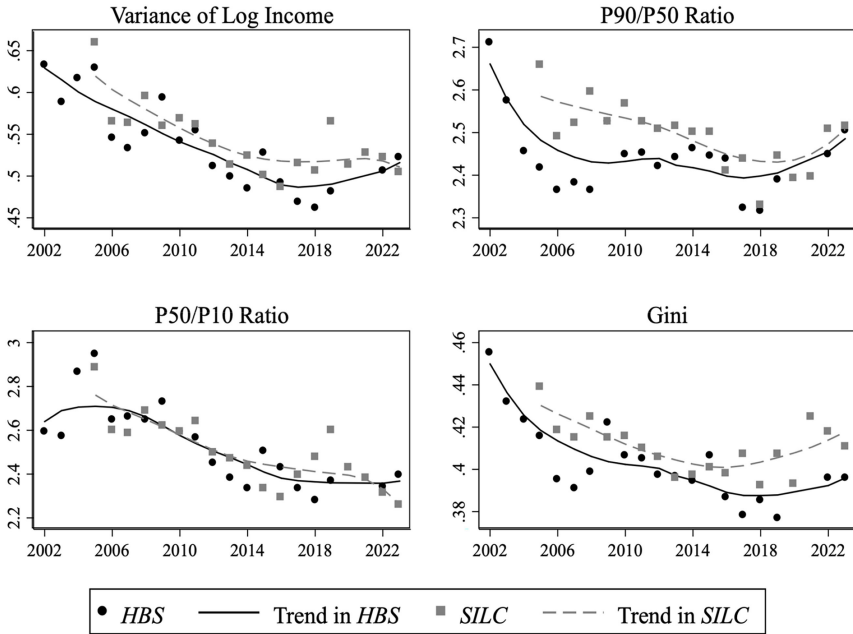 Variance of Log Income
.65
.6
.55
.5
.45
2002 2006 2010 2014 2018 2022
P90/P50 Ratio
2.7
2.6
2.5
2.4
2.3
2002 2006 2010 2014 2018 2022
P50/P10 Ratio
3
2.8
2.6
2.4
2.2
2002 2006 2010 2014 2018 2022
Gini
.46
.44
.42
.4
.38
2002 2006 2010 2014 2018 2022
HBS Trend in HBS SILC Trend in SILC